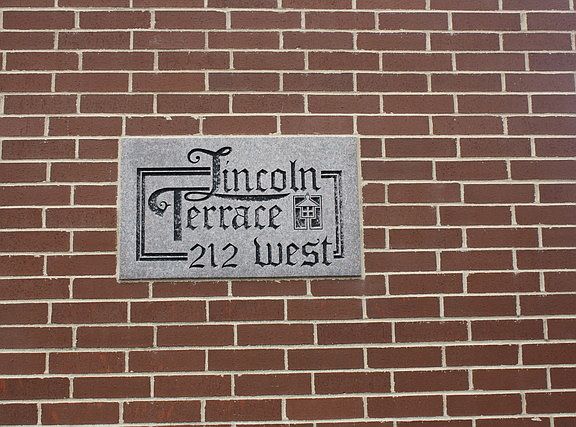 Lincoln
Terrace
212 West